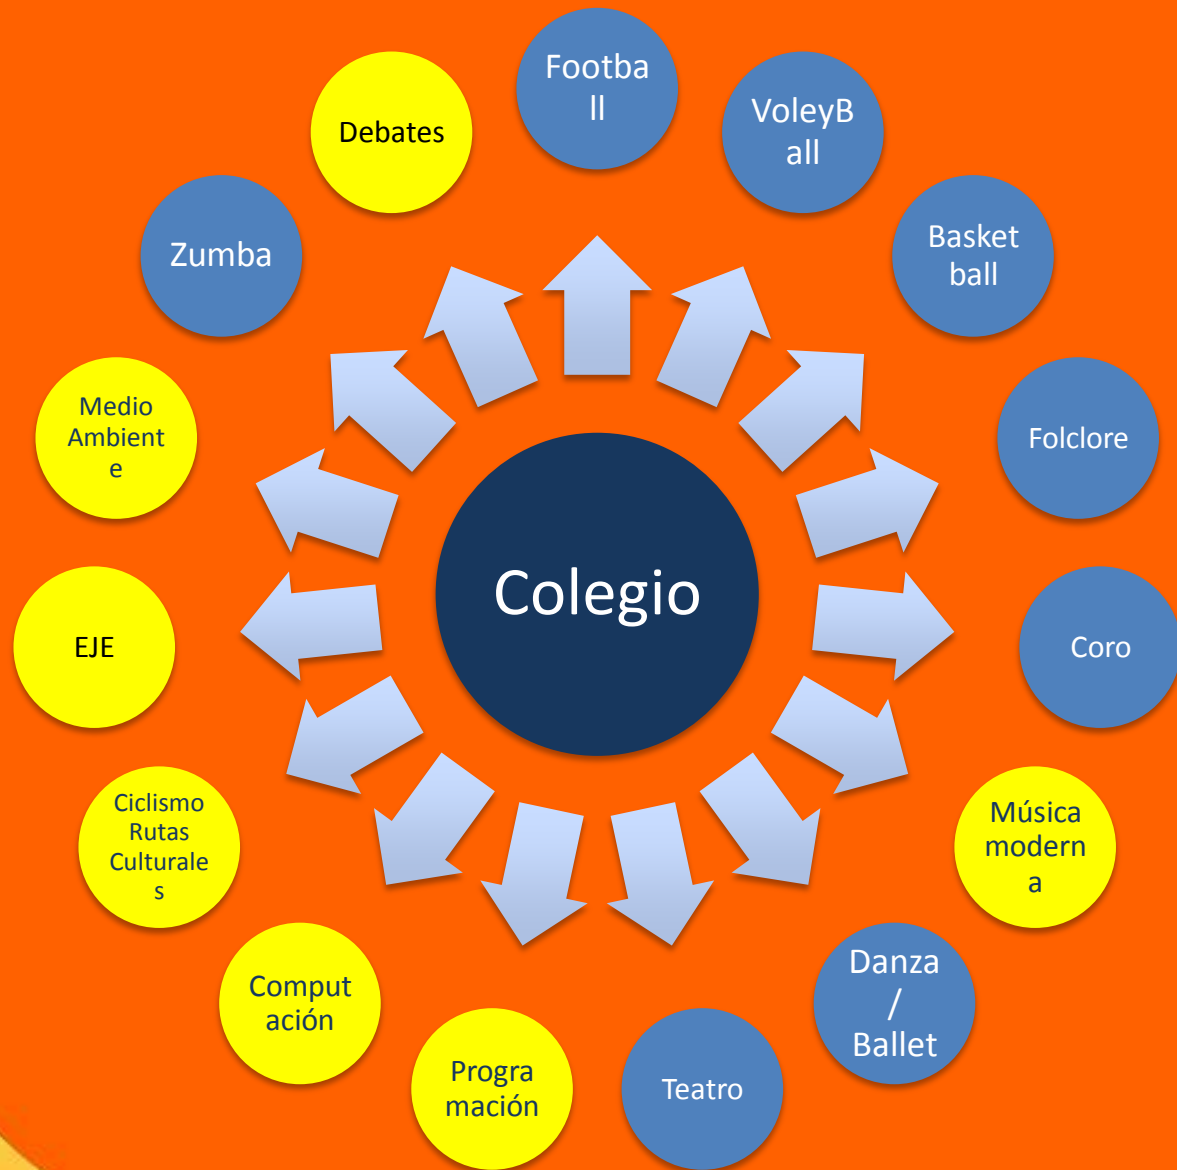 Footba
ll
VoleyB
all
Basket
ball
Folclore
Coro
Música
modern
a
Danza
/
Ballet
Teatro
Progra
mación
Comput
ación
Ciclismo
Rutas
Culturale
s
EJE
Medio
Ambient
e
Zumba
Debates
Colegio